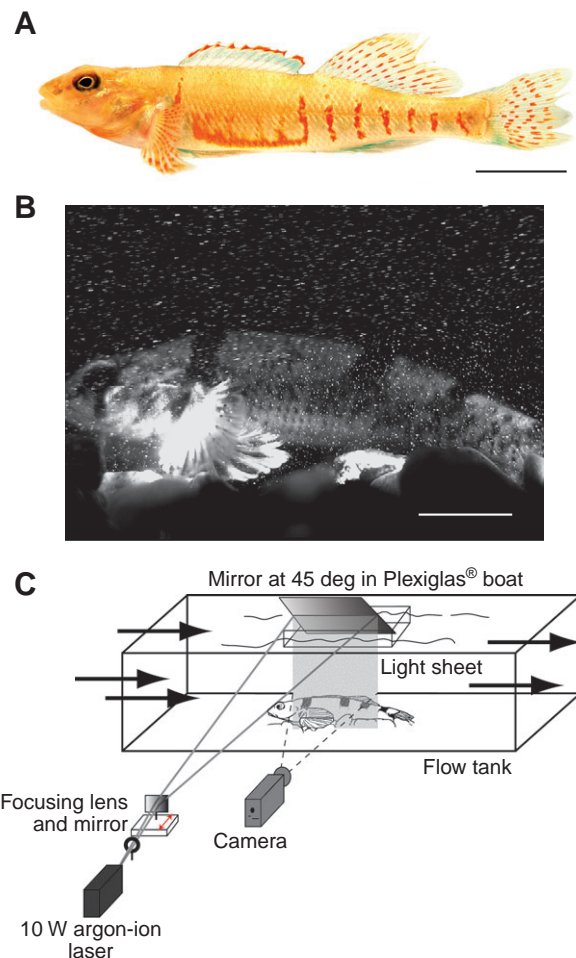 A
B
C
Mirror at 45 deg in Plexiglas® boat
Light sheet
Flow tank
Focusing lens
and mirror
Camera
10 W argon-ion
laser